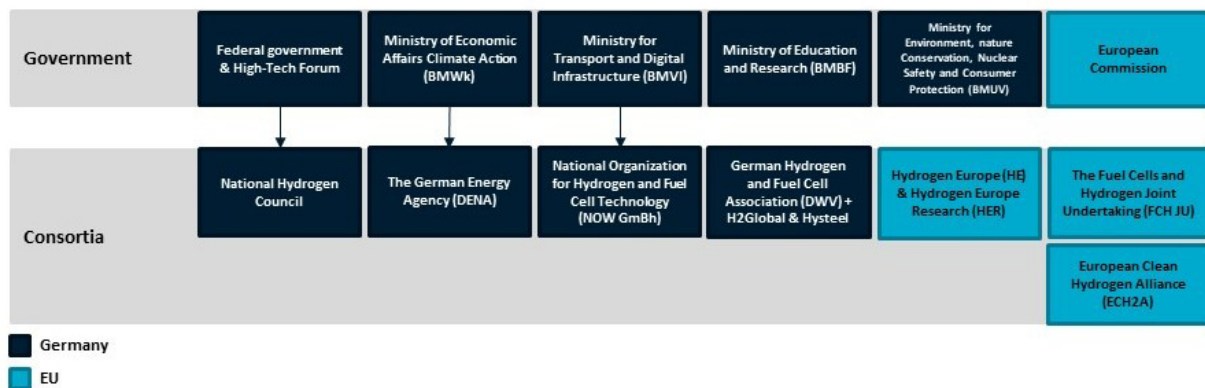 Government
Federal government
& High-Tech Forum
Ministry of Economic
Affairs Climate Action
(BMWk)
Ministry for
Transport and Digital
Infrastructure (BMVI)
Ministry of Education
and Research (BMBF)
Ministry for
Environment, nature
Conservation, Nuclear
Safety and Consumer
Protection (BMUV)
European
Commission
Consortia
National Hydrogen
Council
The German Energy
Agency (DENA)
National Organization
for Hydrogen and Fuel
Cell Technology
(NOW GmBh)
German Hydrogen
and Fuel Cell
Association (DWV) +
H2Global & Hysteel
Hydrogen Europe (HE)
& Hydrogen Europe
Research (HER)
The Fuel Cells and
Hydrogen Joint
Undertaking (FCH JU)
European Clean
Hydrogen Alliance
(ECH2A)
Germany
EU